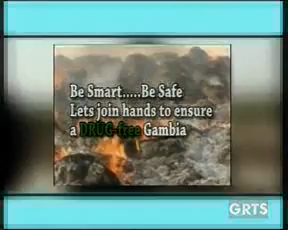 Be Smart.....Be Safe
Lets join hands to ensure
a DRUG-free Gambia
GRTS